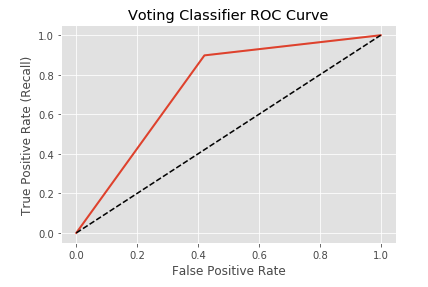 Voting Classifier ROC Curve
1.0
0.8
0.6
0.4
0.2
0.0
True Positive Rate (Recall)
0.0 0.2 0.4 0.6 0.8 1.0
False Positive Rate